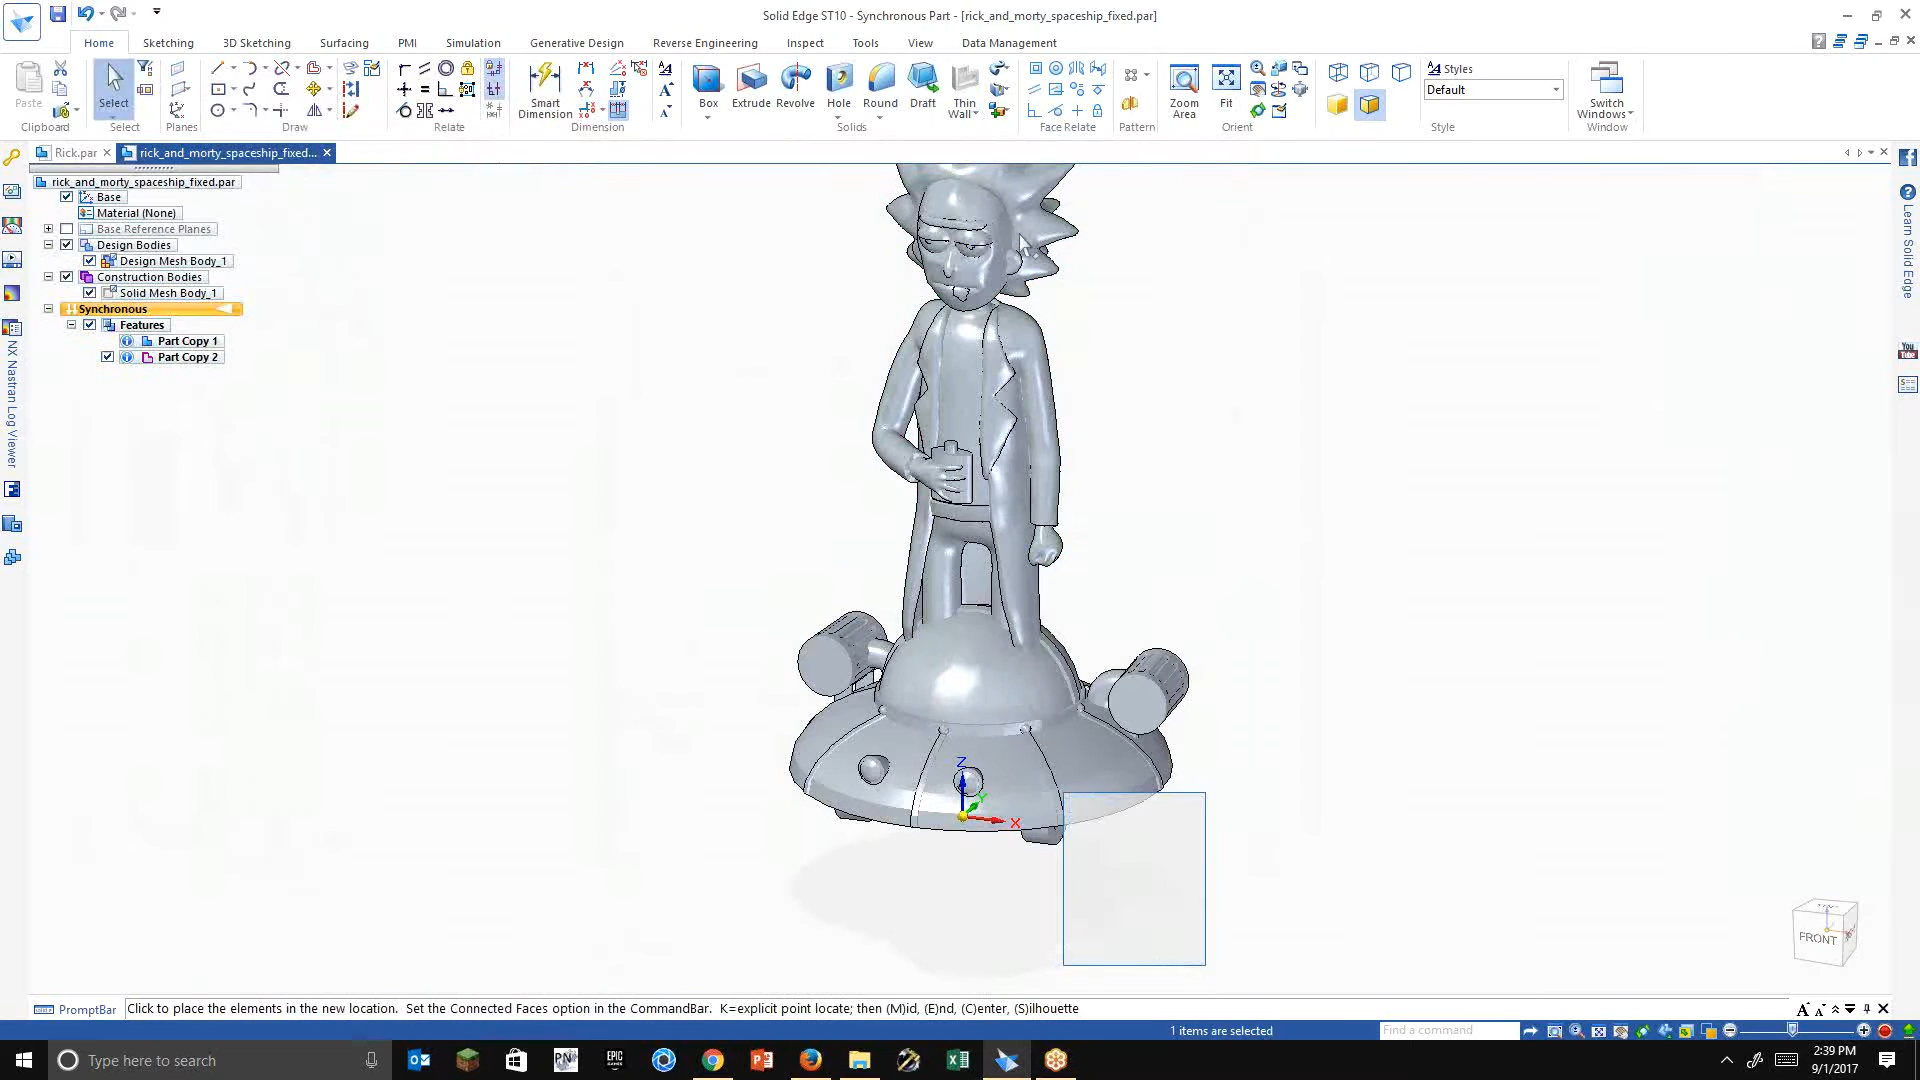 Solid Edge ST10 - Synchronous Part - [rick_and_morty_spaceship_fixed.par]
Home Sketching 3D Sketching Surfacing PMI Simulation Generative Design Reverse Engineering Inspect Tools View Data Management
Paste
Clipboard
Select
Select
Planes
Draw
Relate
Smart Dimension
Dimension
Box Extrude Revolve Hole Round Draft Thin Wall
Solids
Face Relate
Pattern
Zoom Area Fit
Orient
Styles
Default
Style
Switch Windows
Window
Rick.par rick_and_morty_spaceship_fixed...
rick_and_morty_spaceship_fixed.par
Base
Material (None)
Base Reference Planes
Design Bodies
Design Mesh Body_1
Construction Bodies
Solid Mesh Body_1
Synchronous
Features
Part Copy 1
Part Copy 2
NX Nastran Log Viewer
Learn Solid Edge
You Tube
Z
Y
X
FRONT
PromptBar Click to place the elements in the new location. Set the Connected Faces option in the CommandBar. K=explicit point locate; then (M)id, (E)nd, (C)enter, (S)ilhouette
1 items are selected
Find a command
Type here to search
PN
EPIC GAMES
2:39 PM
9/1/2017